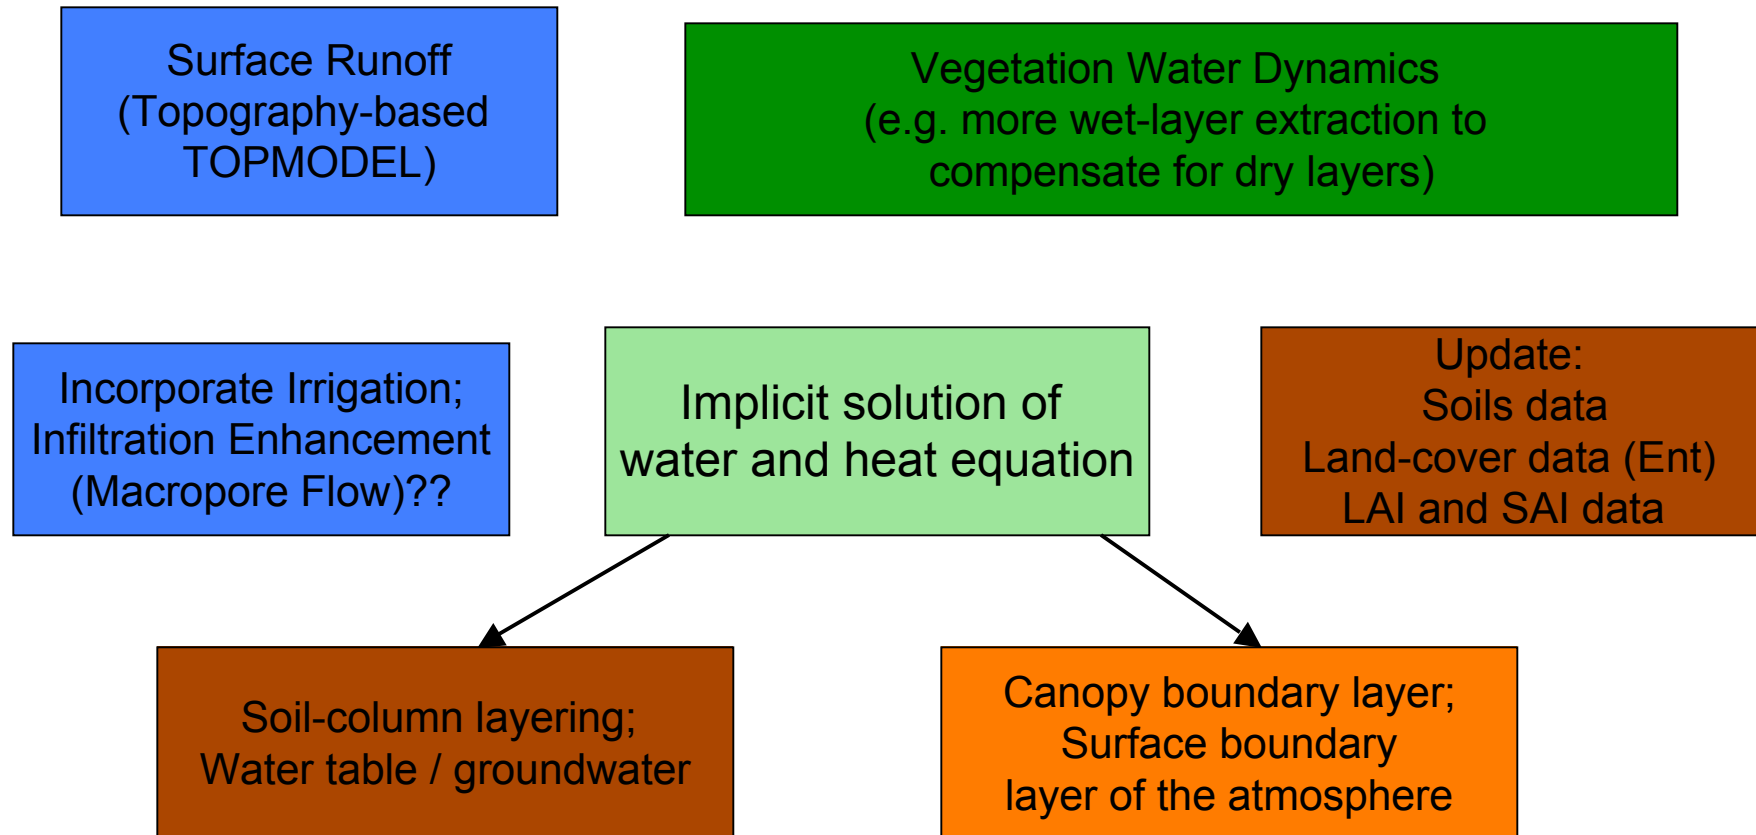 Surface Runoff
(Topography-based
TOPMODEL)
Vegetation Water Dynamics
(e.g. more wet-layer extraction to
compensate for dry layers)
Incorporate Irrigation;
Infiltration Enhancement
(Macropore Flow)??
Implicit solution of
water and heat equation
Update:
Soils data
Land-cover data (Ent)
LAI and SAI data
Soil-column layering;
Water table / groundwater
Canopy boundary layer;
Surface boundary
layer of the atmosphere